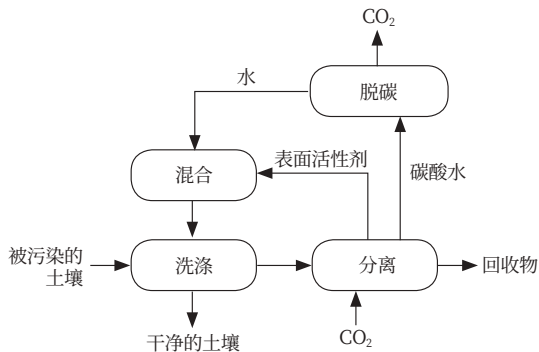 CO₂
脱碳
水
混合
表面活性剂
碳酸水
被污染的
土壤
洗涤
分离
回收物
干净的土壤
CO₂